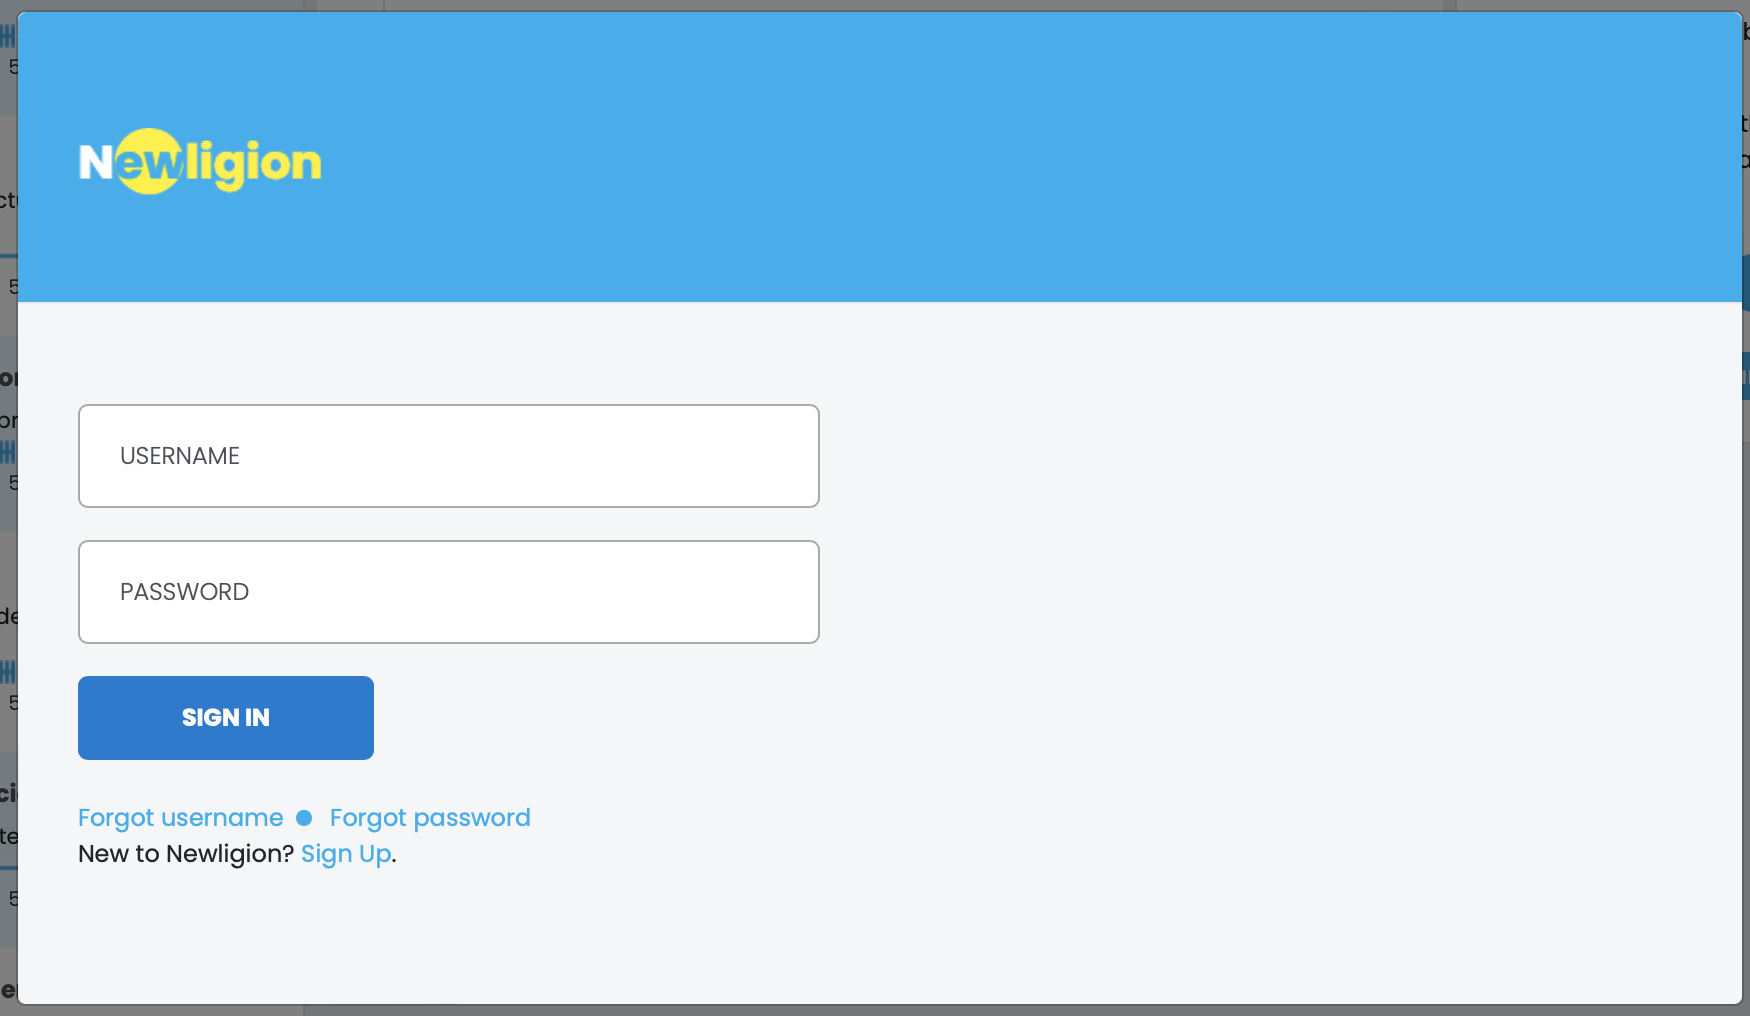 Newligion
USERNAME
PASSWORD
SIGN IN
Forgot username ● Forgot password
New to Newligion? Sign Up.